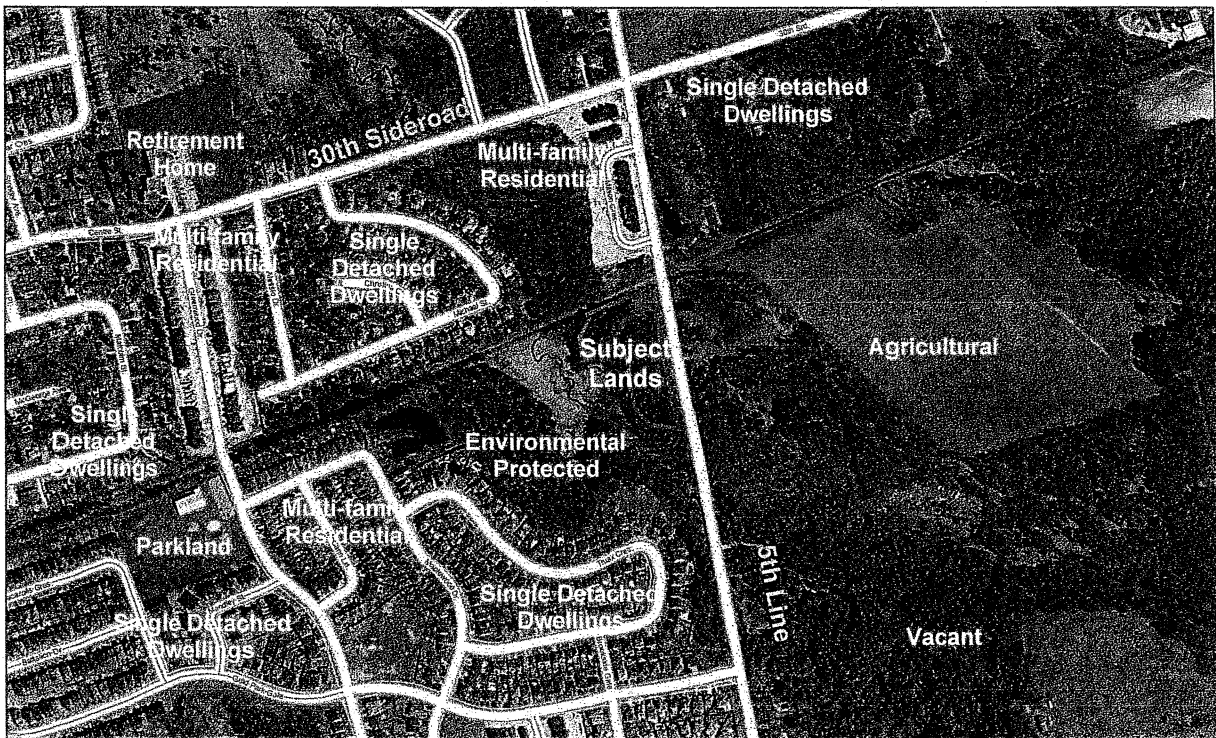 Single Detached
Dwellings
30th Sideroad
Retirement
Home
Multi-family
Residential
Multi-family
Residential
Single
Detached
Dwellings
Subject
Lands
Agricultural
Single
Detached
Dwellings
Environmental
Protected
Multi-family
Residential
Parkland
5th Line
Single Detached
Dwellings
Single Detached
Dwellings
Vacant